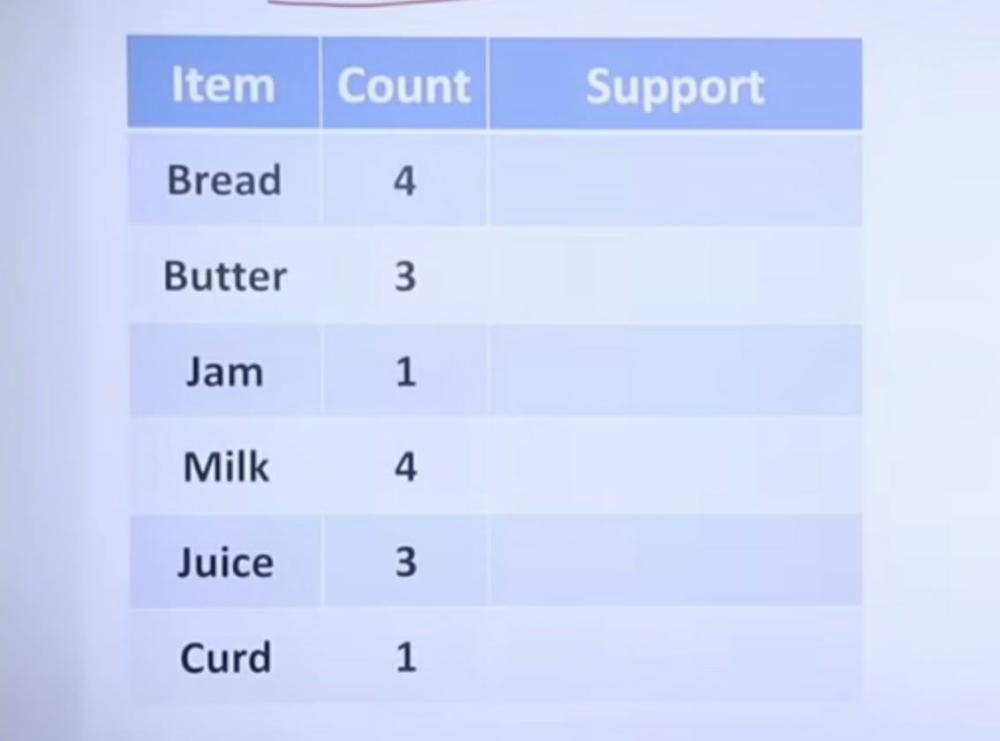 Item Count Support
Bread 4
Butter 3
Jam 1
Milk 4
Juice 3
Curd 1